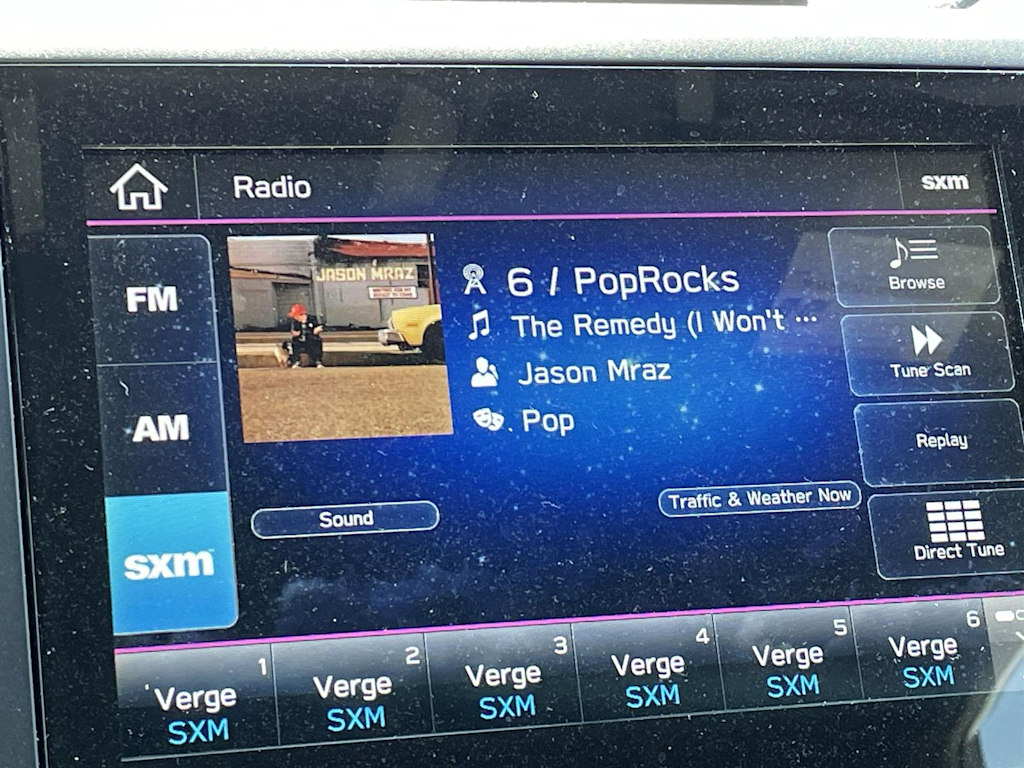 Radio
sxm
FM
AM
sxm
JASON MRAZ
6 / PopRocks
The Remedy (I Won't ...
Jason Mraz
Pop
Browse
Tune Scan
Replay
Direct Tune
Sound
Traffic & Weather Now
1
Verge
SXM
2
Verge
SXM
3
Verge
SXM
4
Verge
SXM
5
Verge
SXM
6
Verge
SXM